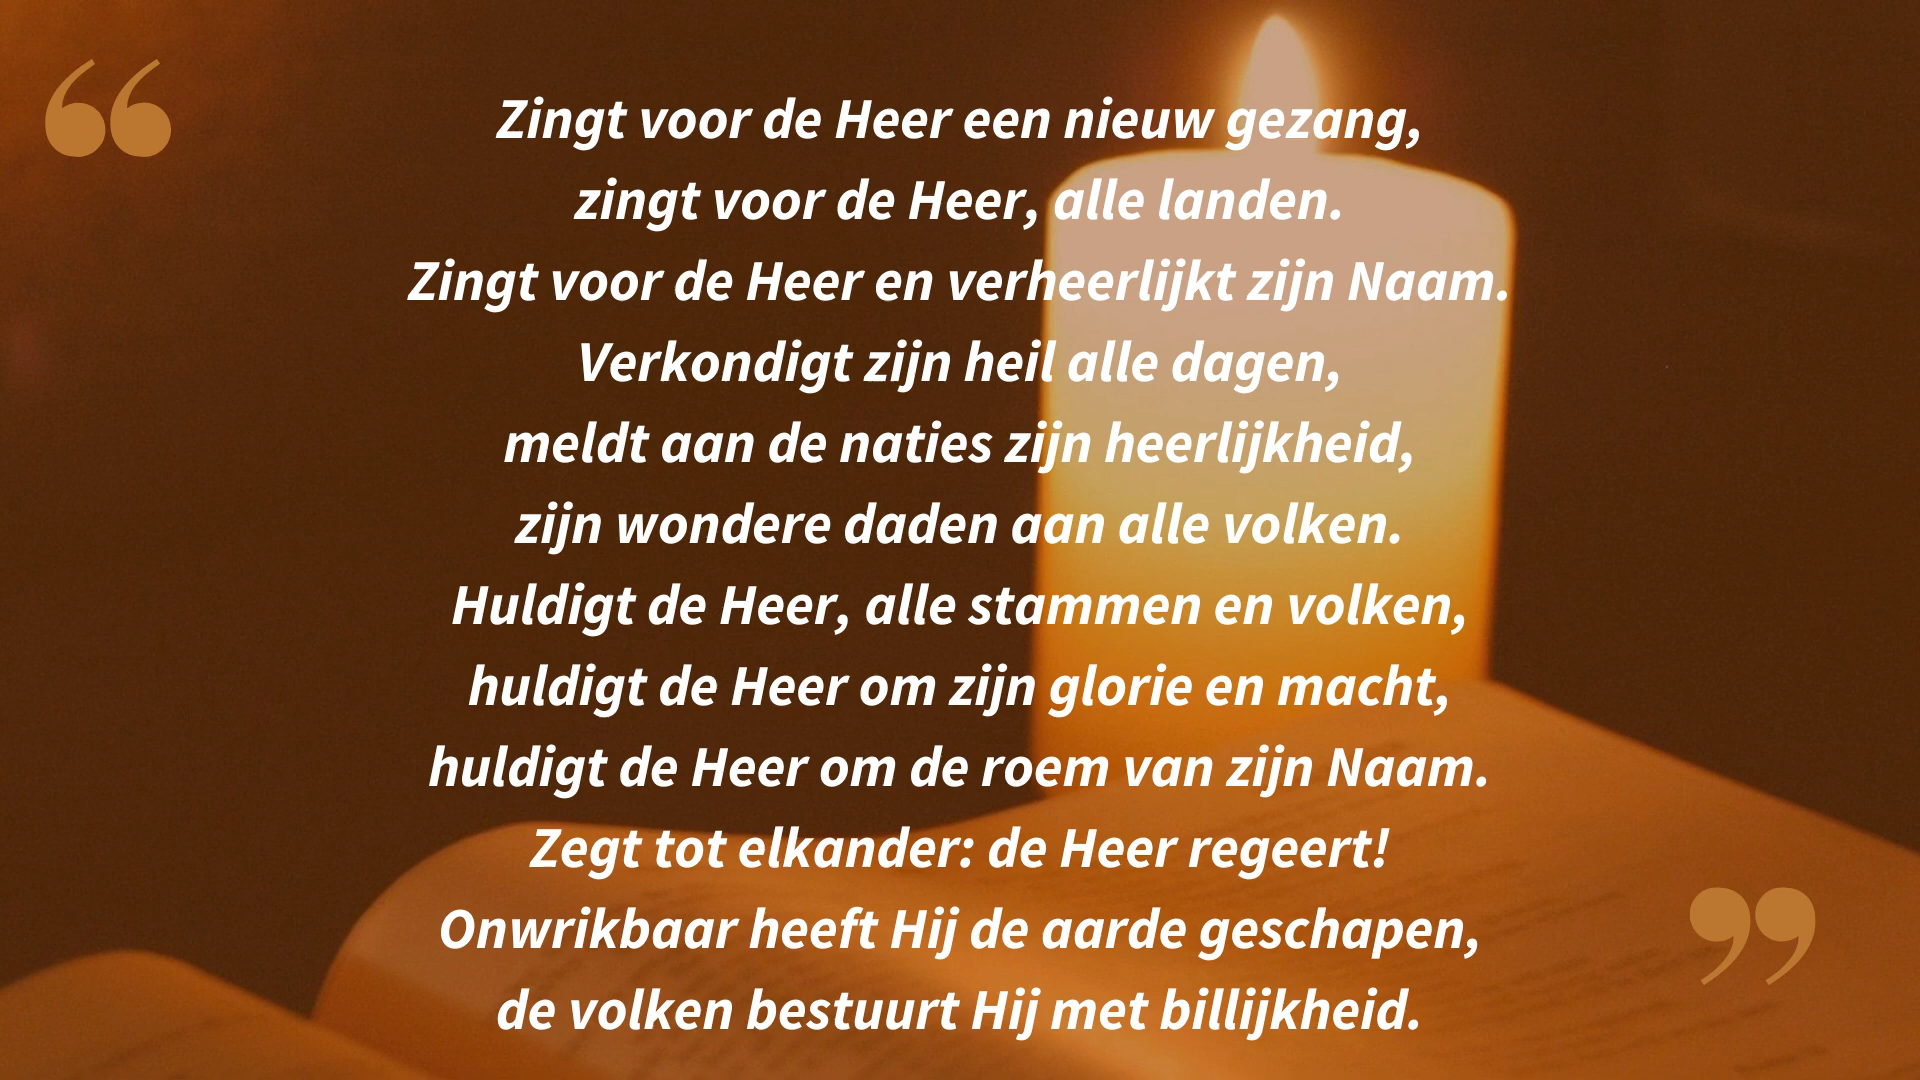 “
Zingt voor de Heer een nieuw gezang,
zingt voor de Heer, alle landen.
Zingt voor de Heer en verheerlijkt zijn Naam.
Verkondigt zijn heil alle dagen,
meldt aan de naties zijn heerlijkheid,
zijn wondere daden aan alle volken.
Huldigt de Heer, alle stammen en volken,
huldigt de Heer om zijn glorie en macht,
huldigt de Heer om de roem van zijn Naam.
Zegt tot elkander: de Heer regeert!
Onwrikbaar heeft Hij de aarde geschapen,
de volken bestuurt Hij met billijkheid.
”